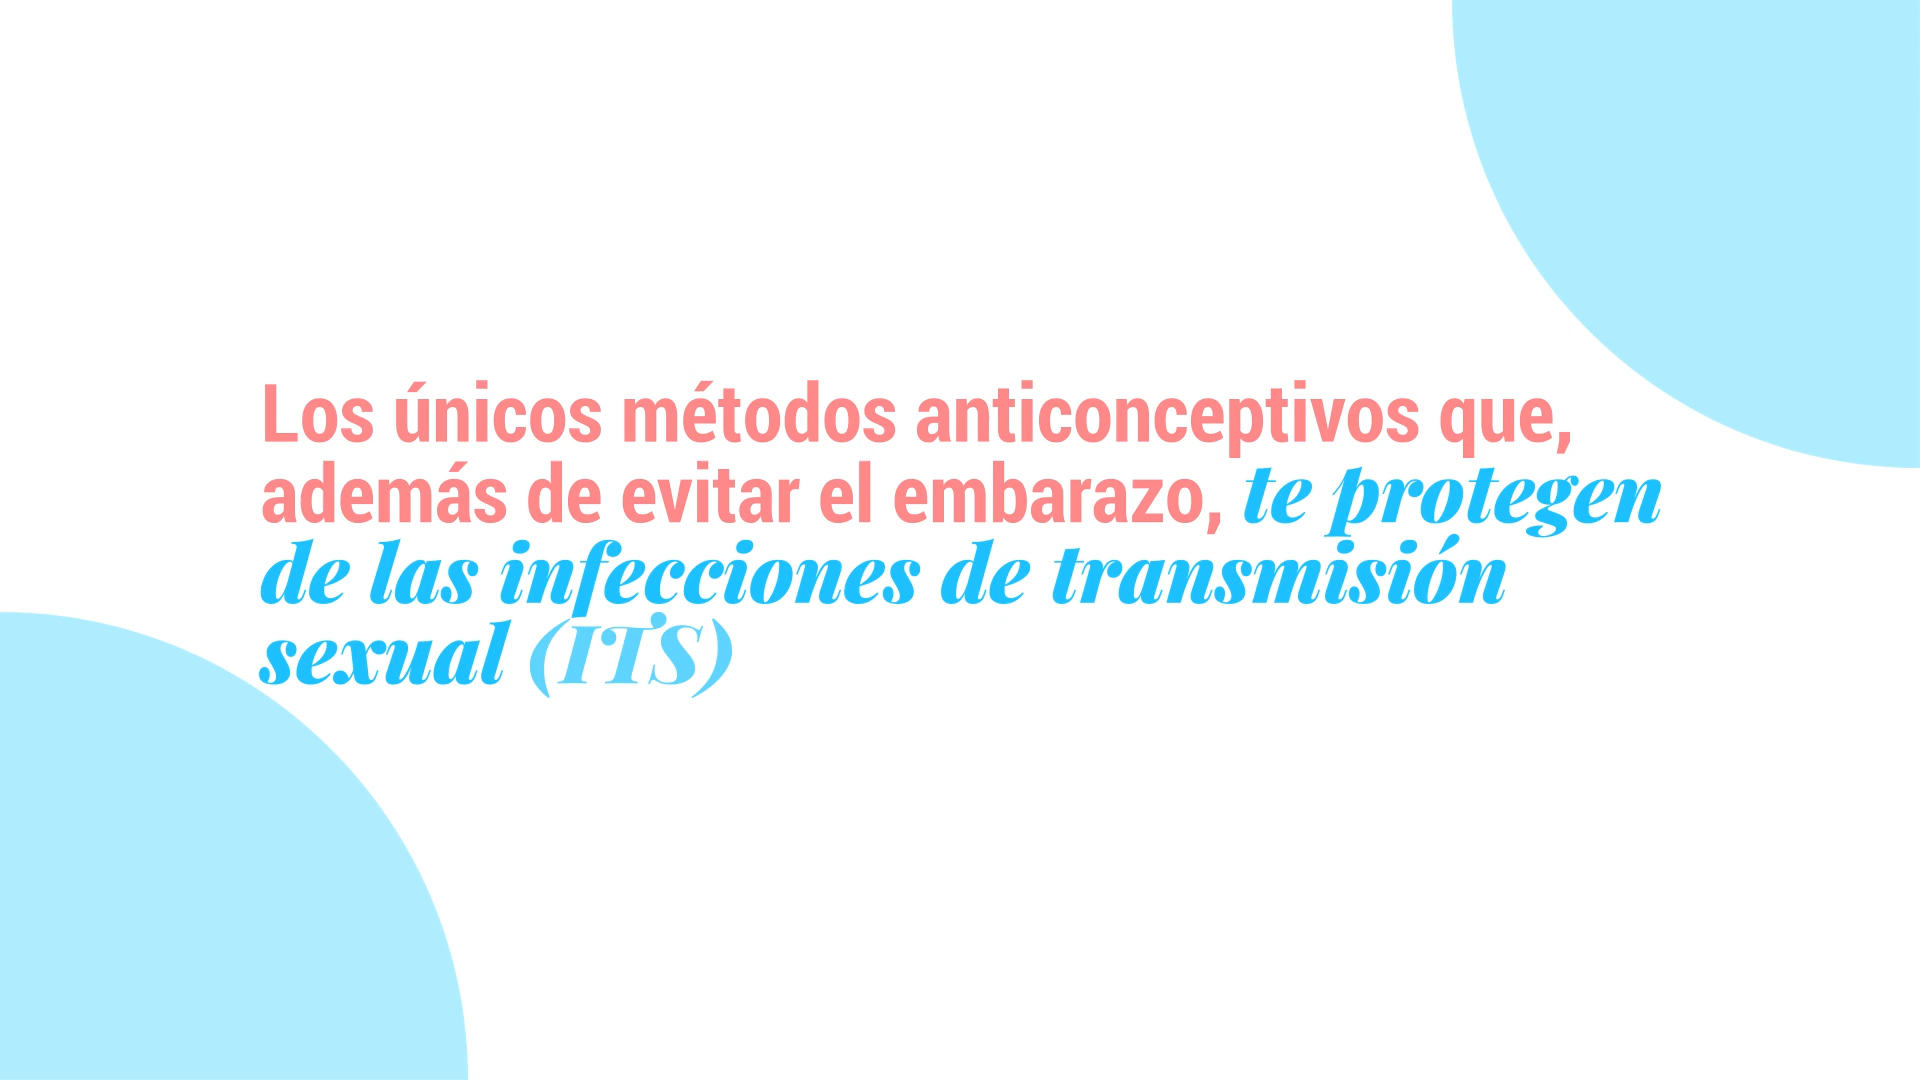 Los únicos métodos anticonceptivos que,
además de evitar el embarazo, te protegen
de las infecciones de transmisión
sexual (ITS)